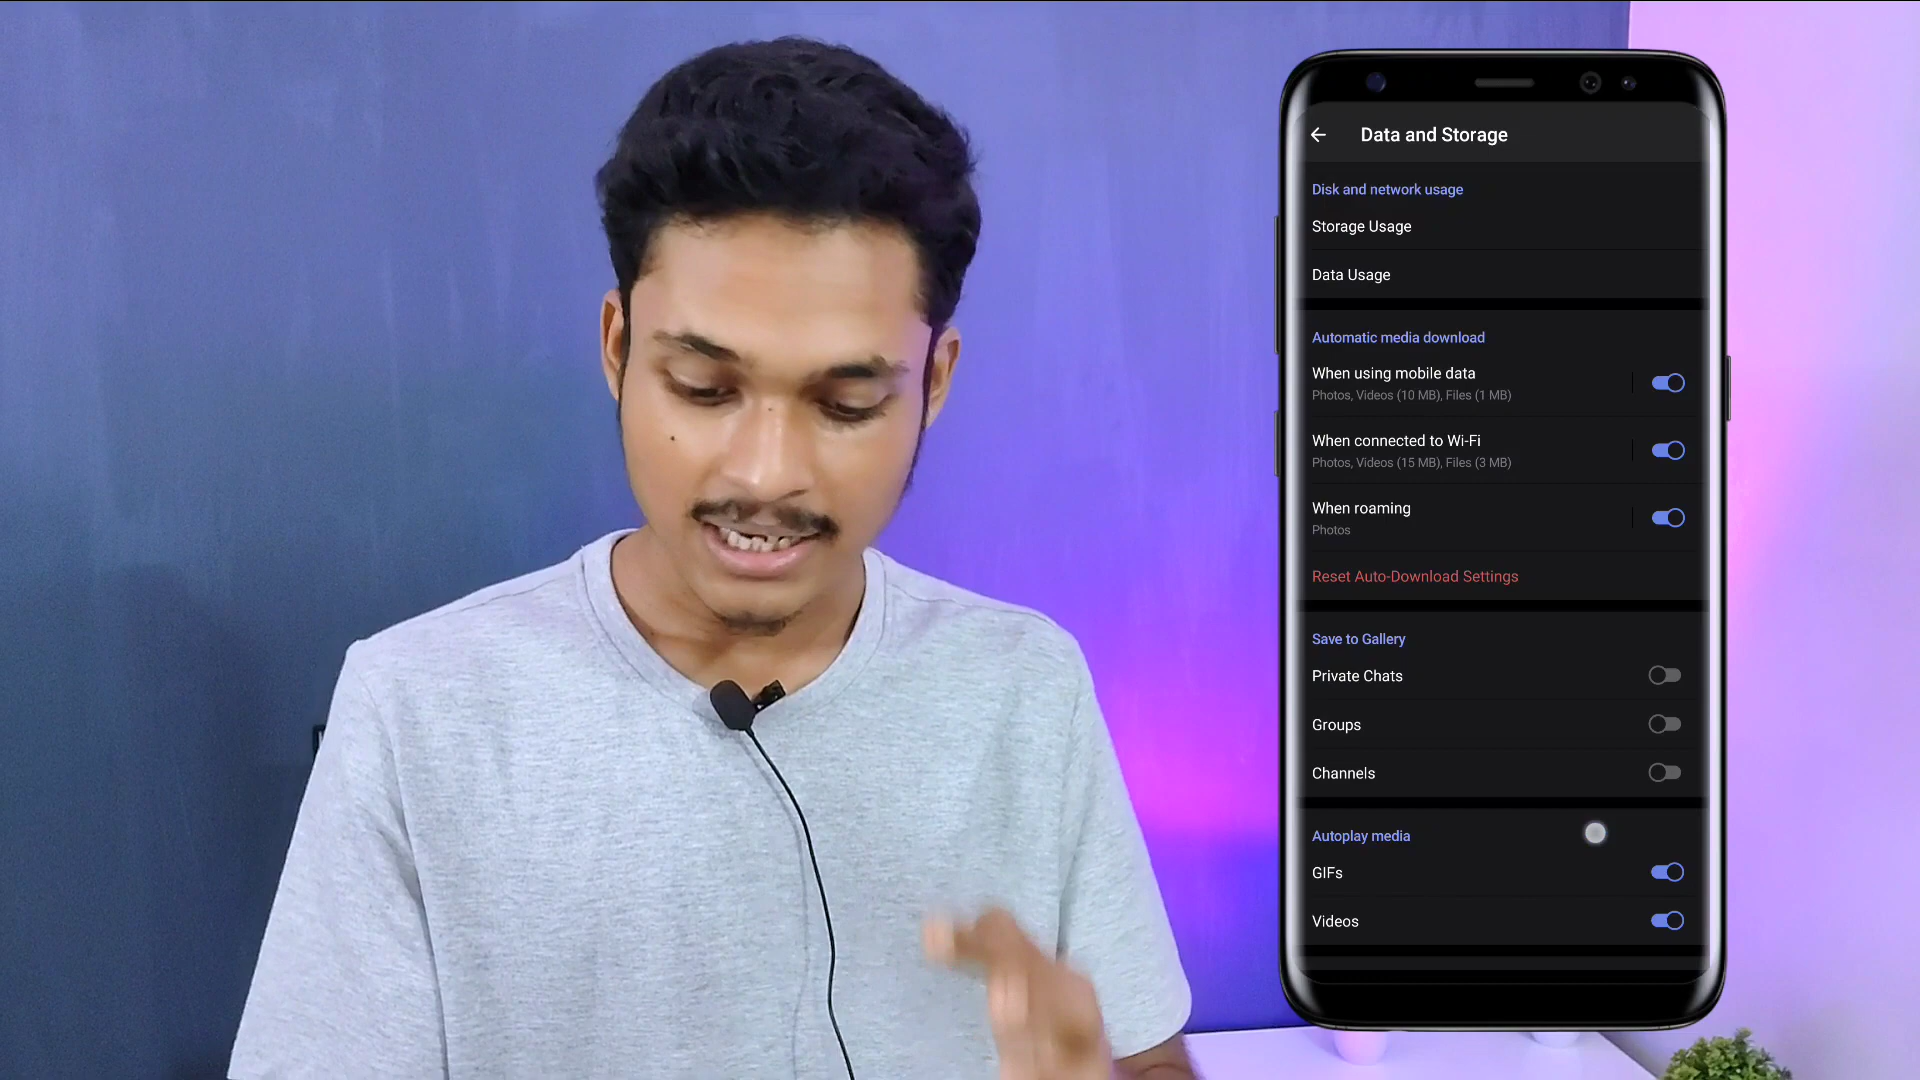 Data and Storage
Disk and network usage
Storage Usage
Data Usage
Automatic media download
When using mobile data
Photos, Videos (10 MB), Files (1 MB)
When connected to Wi-Fi
Photos, Videos (15 MB), Files (3 MB)
When roaming
Photos
Reset Auto-Download Settings
Save to Gallery
Private Chats
Groups
Channels
Autoplay media
GIFs
Videos